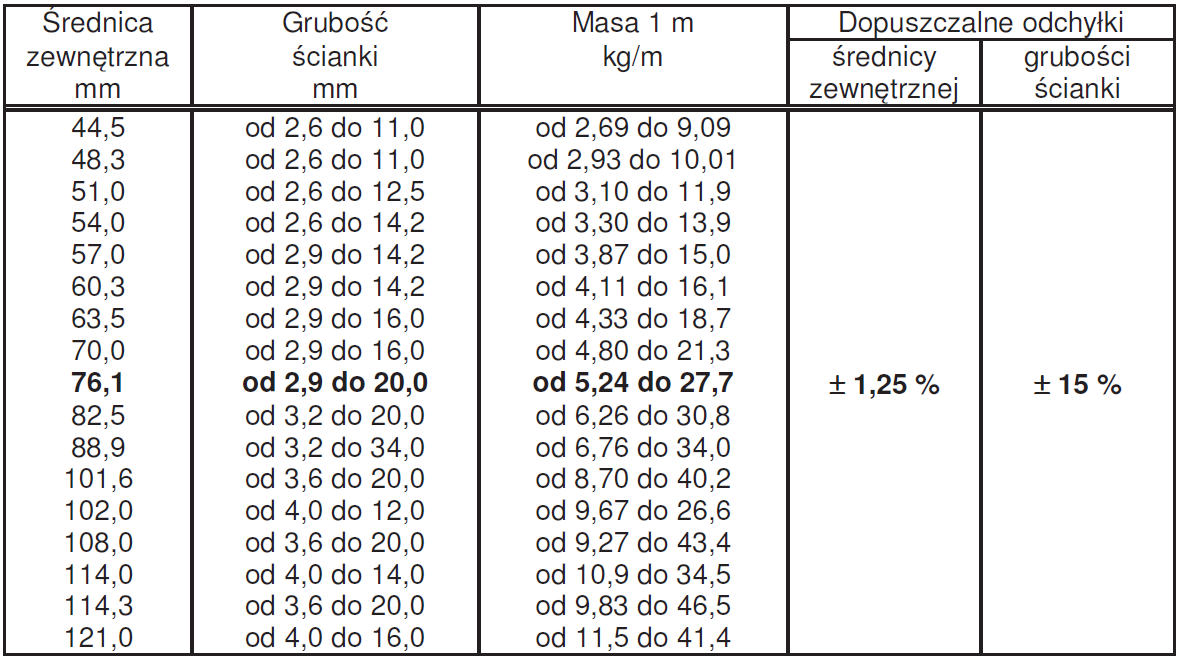 Średnica Grubość Masa 1 m Dopuszczalne odchyłki
zewnętrzna ścianki kg/m średnicy grubości
mm mm zewnętrznej ścianki
44,5 od 2,6 do 11,0 od 2,69 do 9,09
48,3 od 2,6 do 11,0 od 2,93 do 10,01
51,0 od 2,6 do 12,5 od 3,10 do 11,9
54,0 od 2,6 do 14,2 od 3,30 do 13,9
57,0 od 2,9 do 14,2 od 3,87 do 15,0
60,3 od 2,9 do 14,2 od 4,11 do 16,1
63,5 od 2,9 do 16,0 od 4,33 do 18,7
70,0 od 2,9 do 16,0 od 4,80 do 21,3
76,1 od 2,9 do 20,0 od 5,24 do 27,7 ± 1,25 % ± 15 %
82,5 od 3,2 do 20,0 od 6,26 do 30,8
88,9 od 3,2 do 34,0 od 6,76 do 34,0
101,6 od 3,6 do 20,0 od 8,70 do 40,2
102,0 od 4,0 do 12,0 od 9,67 do 26,6
108,0 od 3,6 do 20,0 od 9,27 do 43,4
114,0 od 4,0 do 14,0 od 10,9 do 34,5
114,3 od 3,6 do 20,0 od 9,83 do 46,5
121,0 od 4,0 do 16,0 od 11,5 do 41,4